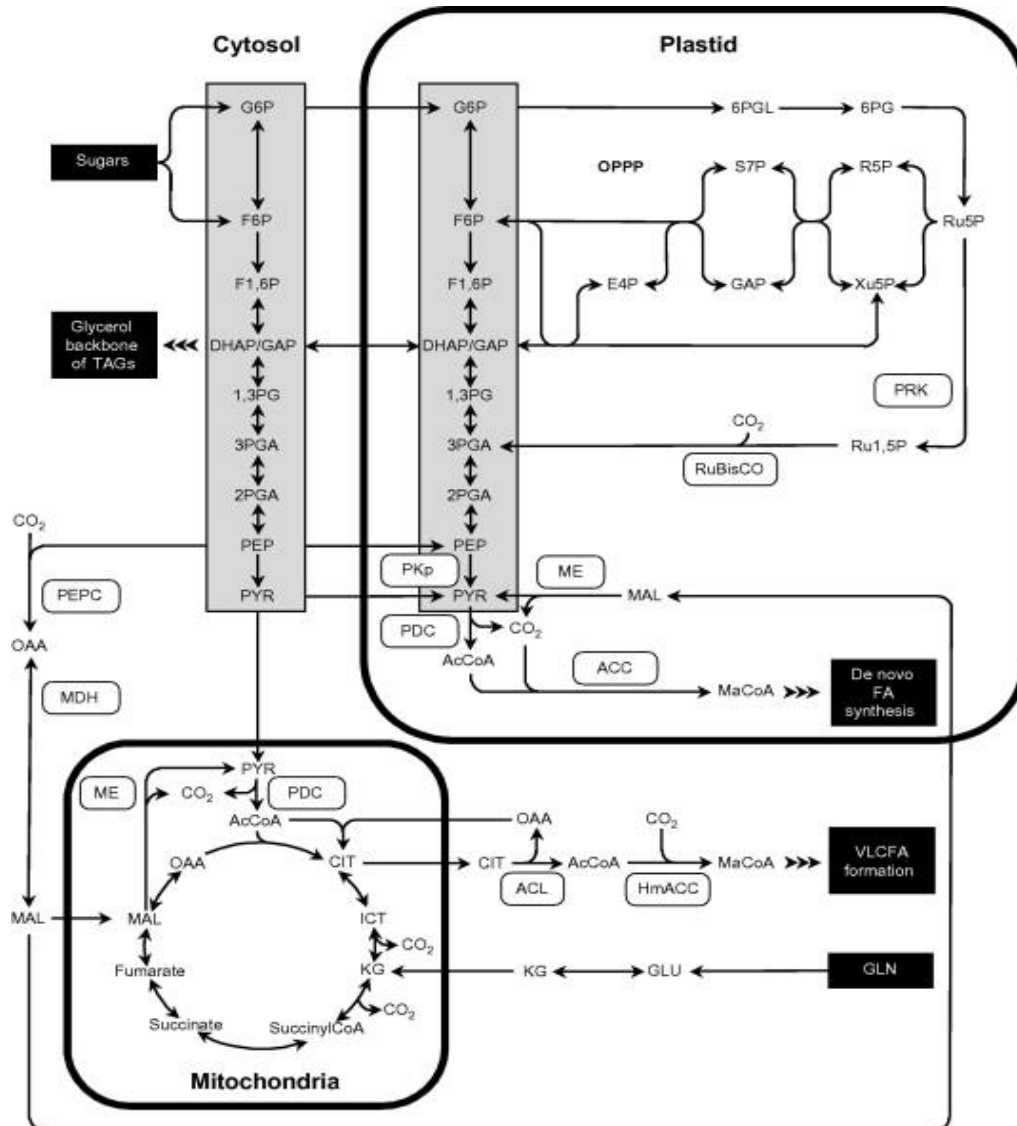 Cytosol
Plastid
G6P
G6P
6PGL
6PG
Sugars
OPPP
S7P
R5P
F6P
F6P
Ru5P
F1,6P
F1,6P
E4P
GAP
Xu5P
Glycerol
backbone
of TAGs
DHAP/GAP
DHAP/GAP
1,3PG
1,3PG
PRK
CO2
3PGA
3PGA
Ru1,5P
RuBisCO
2PGA
2PGA
CO2
PEP
PEP
PKp
ME
PEPC
PYR
PYR
MAL
PDC
CO2
OAA
AcCoA
ACC
MDH
MaCoA
De novo
FA
synthesis
PYR
ME
CO2
PDC
AcCoA
OAA
CO2
OAA
CIT
CIT
AcCoA
MaCoA
VLCFA
formation
ACL
HmACC
MAL
MAL
ICT
CO2
Fumarate
KG
KG
GLU
GLN
CO2
Succinate
SuccinylCoA
Mitochondria